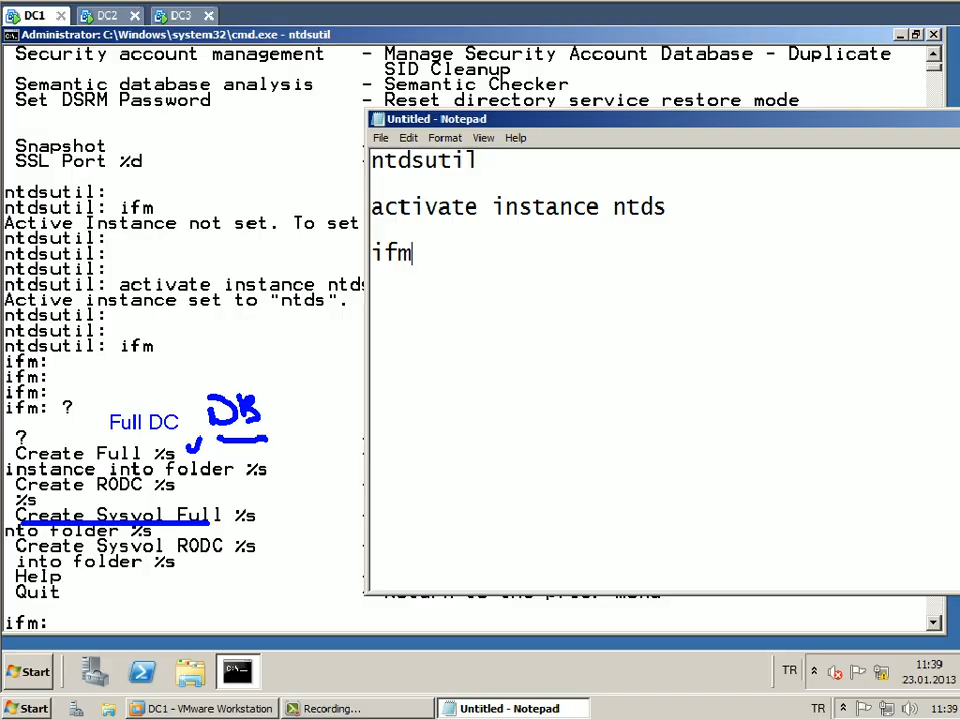 DC1 DC2 DC3
Administrator: C:\Windows\system32\cmd.exe - ntdsutil
Security account management - Manage Security Account Database - Duplicate
SID Cleanup
Semantic database analysis - Semantic Checker
Set DSRM Password - Reset directory service restore mode
Snapshot
SSL Port %d
ntdsutil:
ntdsutil: ifm
Active Instance not set. To set
ntdsutil:
ntdsutil:
ntdsutil:
ntdsutil: activate instance ntds
Active instance set to "ntds".
ntdsutil:
ntdsutil:
ntdsutil: ifm
ifm:
ifm:
ifm:
ifm: ?
Full DC DB
?
Create Full %s
instance into folder %s
Create RODC %s
%s
Create Sysvol Full %s
nto folder %s
Create Sysvol RODC %s
into folder %s
Help
Quit
ifm:
Untitled - Notepad
File Edit Format View Help
ntdsutil
activate instance ntds
ifm
Start TR 11:39
23.01.2013
Start DC1 - VMware Workstation Recording... Untitled - Notepad TR 11:39